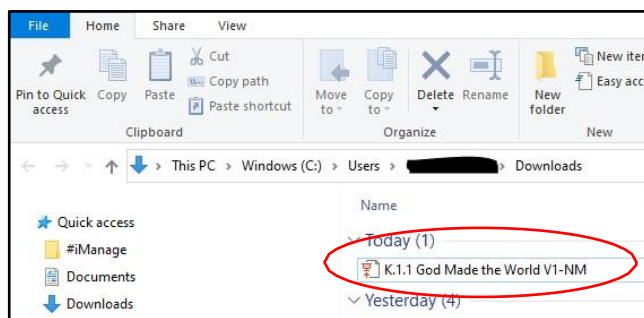 File Home Share View
Pin to Quick access
Copy
Paste
Cut
Copy path
Paste shortcut
Clipboard
Move to
Copy to
Delete
Rename
Organize
New folder
New iter
Easy acc
New
This PC > Windows (C:) > Users > > Downloads
Quick access
#iManage
Documents
Downloads
Name
Today (1)
K.1.1 God Made the World V1-NM
Yesterday (4)